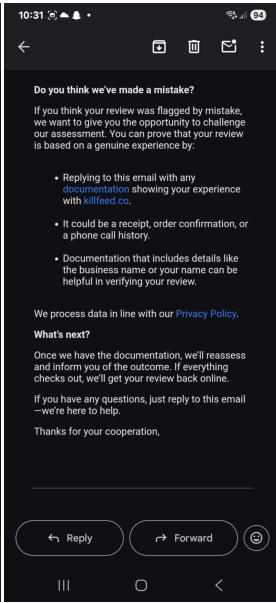 10:31
94
Do you think we've made a mistake?
If you think your review was flagged by mistake,
we want to give you the opportunity to challenge
our assessment. You can prove that your review
is based on a genuine experience by:
• Replying to this email with any
documentation showing your experience
with killfeed.co.
• It could be a receipt, order confirmation, or
a phone call history.
• Documentation that includes details like
the business name or your name can be
helpful in verifying your review.
We process data in line with our Privacy Policy.
What's next?
Once we have the documentation, we'll reassess
and inform you of the outcome. If everything
checks out, we'll get your review back online.
If you have any questions, just reply to this email
—we're here to help.
Thanks for your cooperation,
Reply
Forward